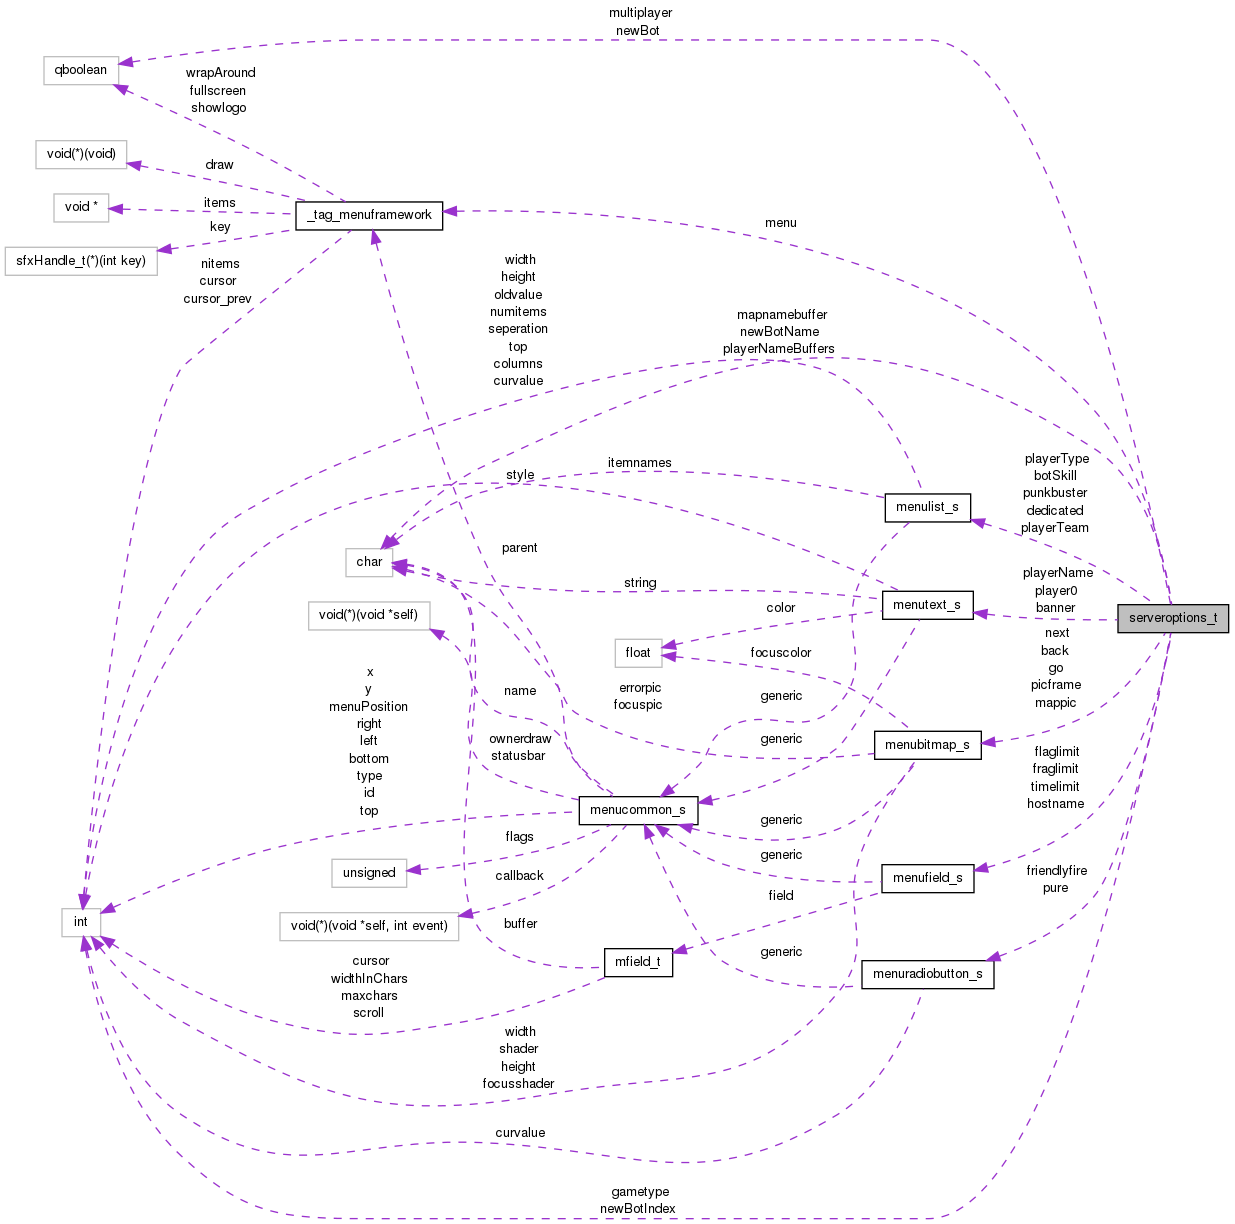 multiplayer
newBot
qboolean
wrapAround
fullscreen
showlogo
void(*)(void)
draw
void *
items
_tag_menuframework
menu
key
sfxHandle_t(*)(int key)
nitems
cursor
cursor_prev
width
height
oldvalue
numitems
seperation
top
columns
curvalue
mapnamebuffer
newBotName
playerNameBuffers
itemnames
style
playerType
botSkill
punkbuster
dedicated
playerTeam
menulist_s
parent
char
string
menutext_s
playerName
player0
banner
serveroptions_t
void(*)(void *self)
color
float
focuscolor
next
back
go
picframe
mappic
name
errorpic
focuspic
generic
x
y
menuPosition
right
left
bottom
type
id
top
ownerdraw
statusbar
generic
menubitmap_s
flaglimit
fraglimit
timelimit
hostname
menucommon_s
flags
generic
unsigned
callback
generic
menufield_s
friendlyfire
pure
field
int
void(*)(void *self, int event)
buffer
mfield_t
generic
menuradiobutton_s
cursor
widthInChars
maxchars
scroll
width
shader
height
focusshader
curvalue
gametype
newBotIndex